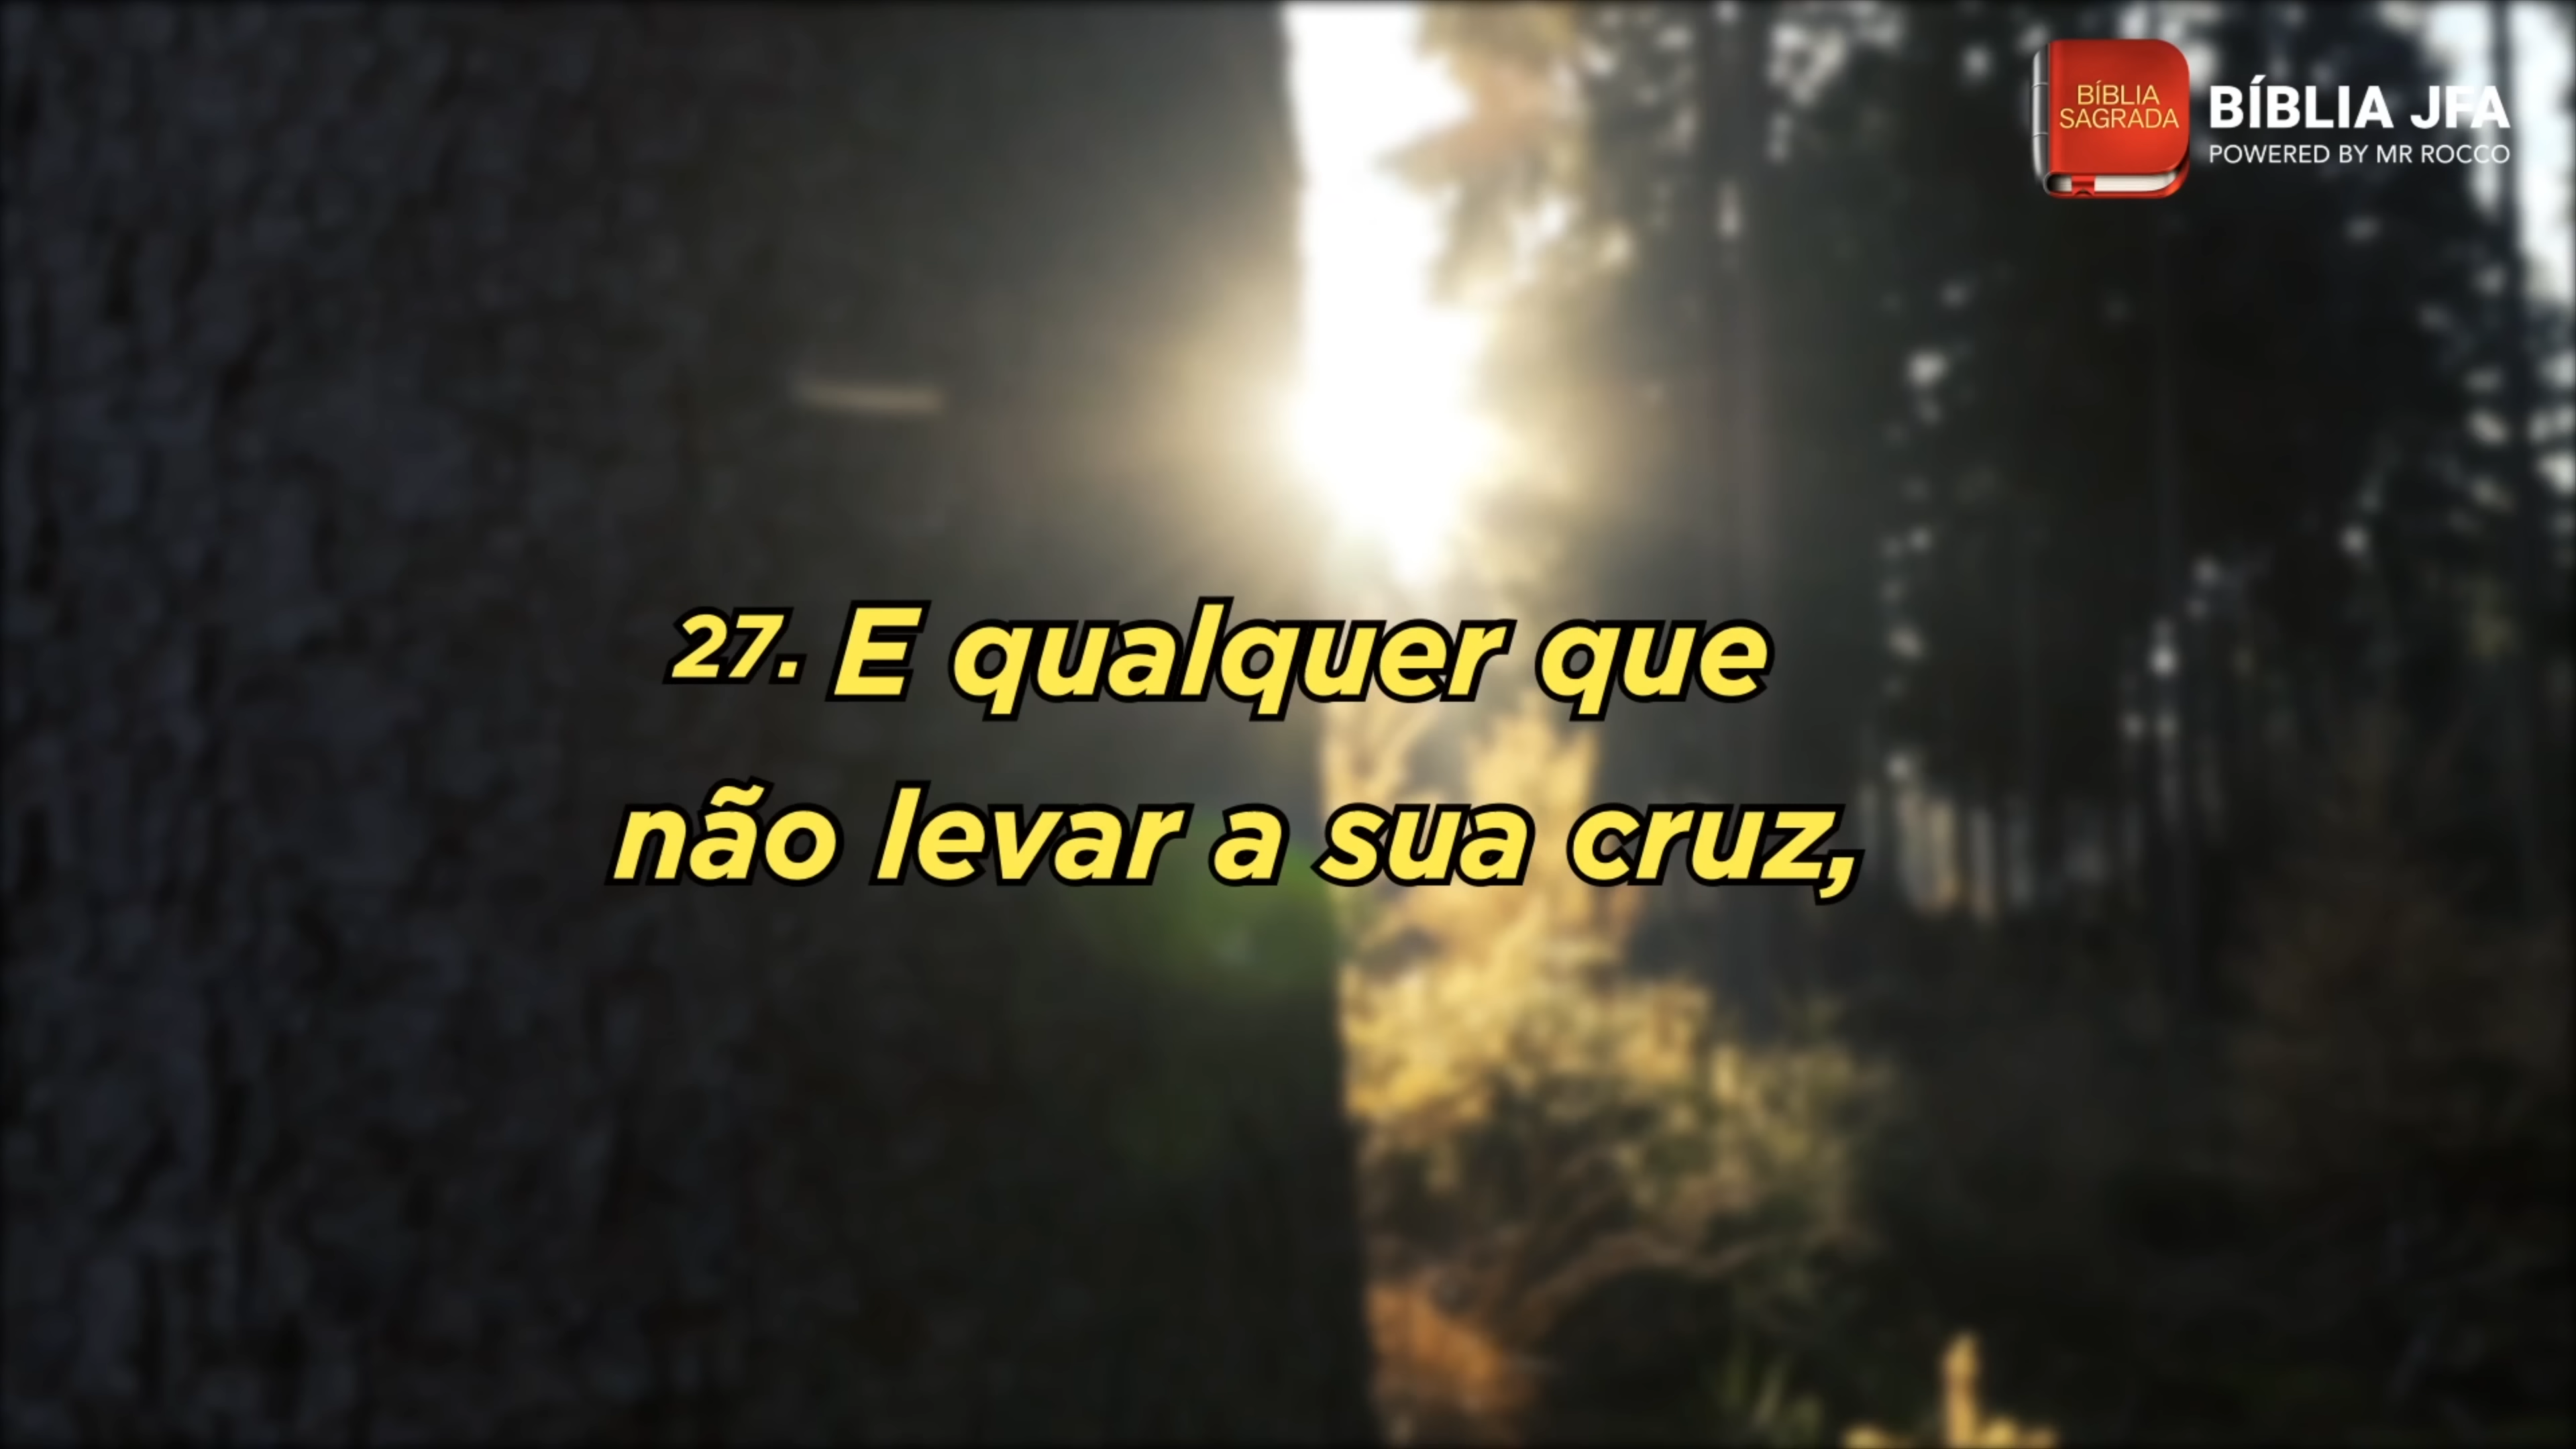 BÍBLIA
SAGRADA
BÍBLIA JFA
POWERED BY MR ROCCO
27. E qualquer que
não levar a sua cruz,